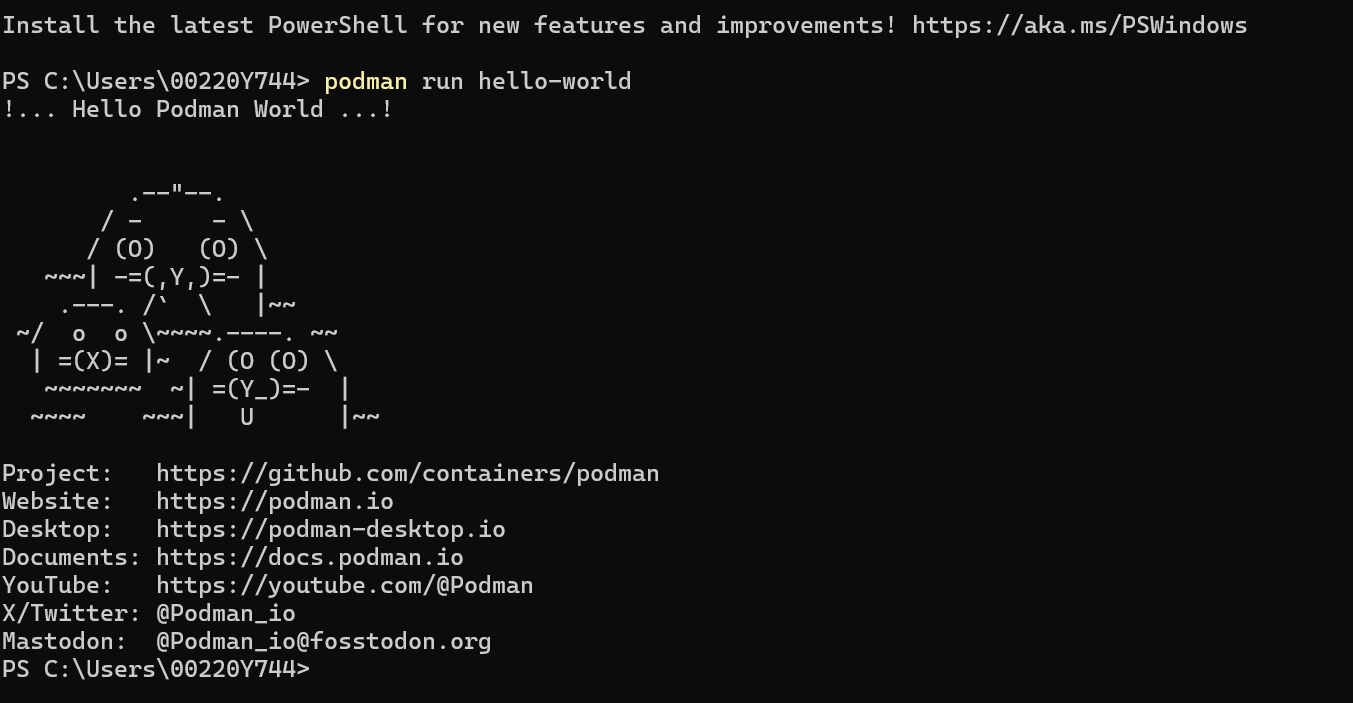 Install the latest PowerShell for new features and improvements! https://aka.ms/PSWindows

PS C:\Users\00220Y744> podman run hello-world
!... Hello Podman World ...!

         .--"--.
       / -     - \
      / (O)   (O) \
   ~~~| -=(,Y,)=- |
    .---. /`  \   |~~
 ~/  o  o \~~~~.----. ~~
  | =(X)= |~  / (O (O) \
   ~~~~~~~  ~| =(Y_)=-  |
  ~~~~    ~~~|   U      |~~

Project:   https://github.com/containers/podman
Website:   https://podman.io
Desktop:   https://podman-desktop.io
Documents: https://docs.podman.io
YouTube:   https://youtube.com/@Podman
X/Twitter: @Podman_io
Mastodon:  @Podman_io@fosstodon.org
PS C:\Users\00220Y744>